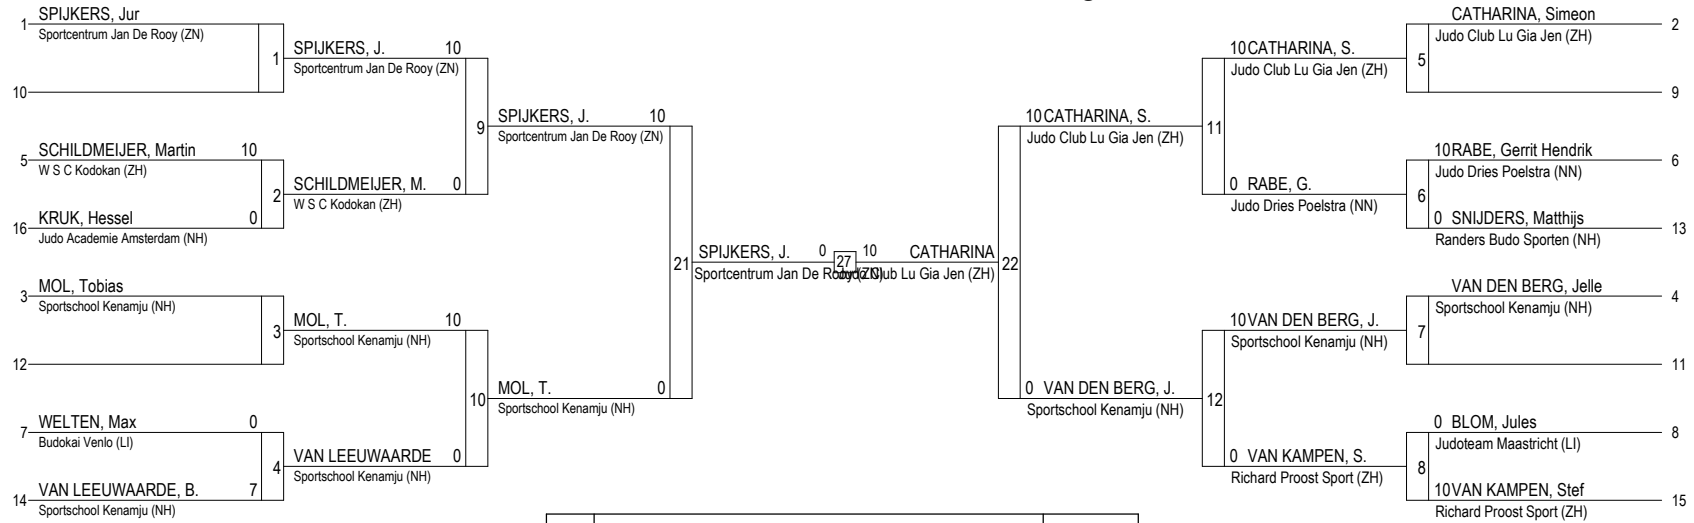 1 SPIJKERS, Jur
Sportcentrum Jan De Rooy (ZN)
1
10
SPIJKERS, J. 10
Sportcentrum Jan De Rooy (ZN)
5 SCHILDMEIJER, Martin 10
W S C Kodokan (ZH)
2
16 KRUK, Hessel 0
Judo Academie Amsterdam (NH)
SCHILDMEIJER, M. 0
W S C Kodokan (ZH)
9
SPIJKERS, J. 10
Sportcentrum Jan De Rooy (ZN)
3 MOL, Tobias
Sportschool Kenamju (NH)
3
12
MOL, T. 10
Sportschool Kenamju (NH)
7 WELTEN, Max 0
Budokai Venlo (LI)
4
14 VAN LEEUWAARDE, B. 7
Sportschool Kenamju (NH)
VAN LEEUWAARDE 0
Sportschool Kenamju (NH)
10
MOL, T. 0
Sportschool Kenamju (NH)
21
SPIJKERS, J. 0 27 10 CATHARINA
Sportcentrum Jan De Rooy (ZN)
Judo Club Lu Gia Jen (ZH)
22
10 CATHARINA, S.
Judo Club Lu Gia Jen (ZH)
11
10 CATHARINA, S.
Judo Club Lu Gia Jen (ZH)
CATHARINA, Simeon 2
Judo Club Lu Gia Jen (ZH)
5
9
0 RABE, G.
Judo Dries Poelstra (NN)
10 RABE, Gerrit Hendrik 6
Judo Dries Poelstra (NN)
6
0 SNIJDERS, Matthijs 13
Randers Budo Sporten (NH)
0 VAN DEN BERG, J.
Sportschool Kenamju (NH)
12
10 VAN DEN BERG, J.
Sportschool Kenamju (NH)
VAN DEN BERG, Jelle 4
Sportschool Kenamju (NH)
7
11
0 VAN KAMPEN, S.
Richard Proost Sport (ZH)
0 BLOM, Jules 8
Judoteam Maastricht (LI)
8
10 VAN KAMPEN, Stef 15
Richard Proost Sport (ZH)